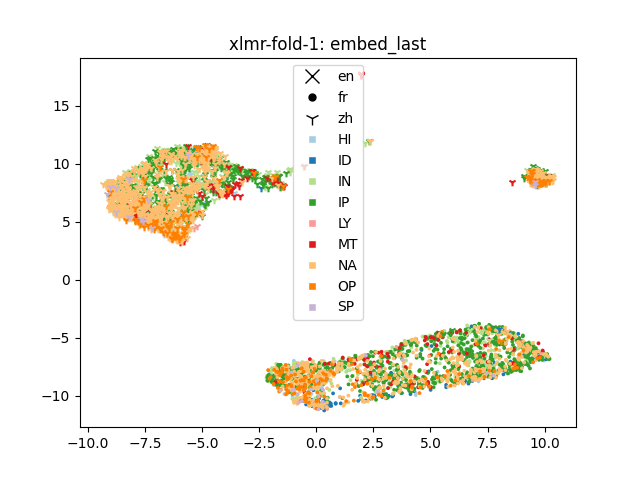 xlmr-fold-1: embed_last
en
fr
zh
HI
ID
IN
IP
LY
MT
NA
OP
SP
15
10
5
0
−5
−10
−10.0 −7.5 −5.0 −2.5 0.0 2.5 5.0 7.5 10.0